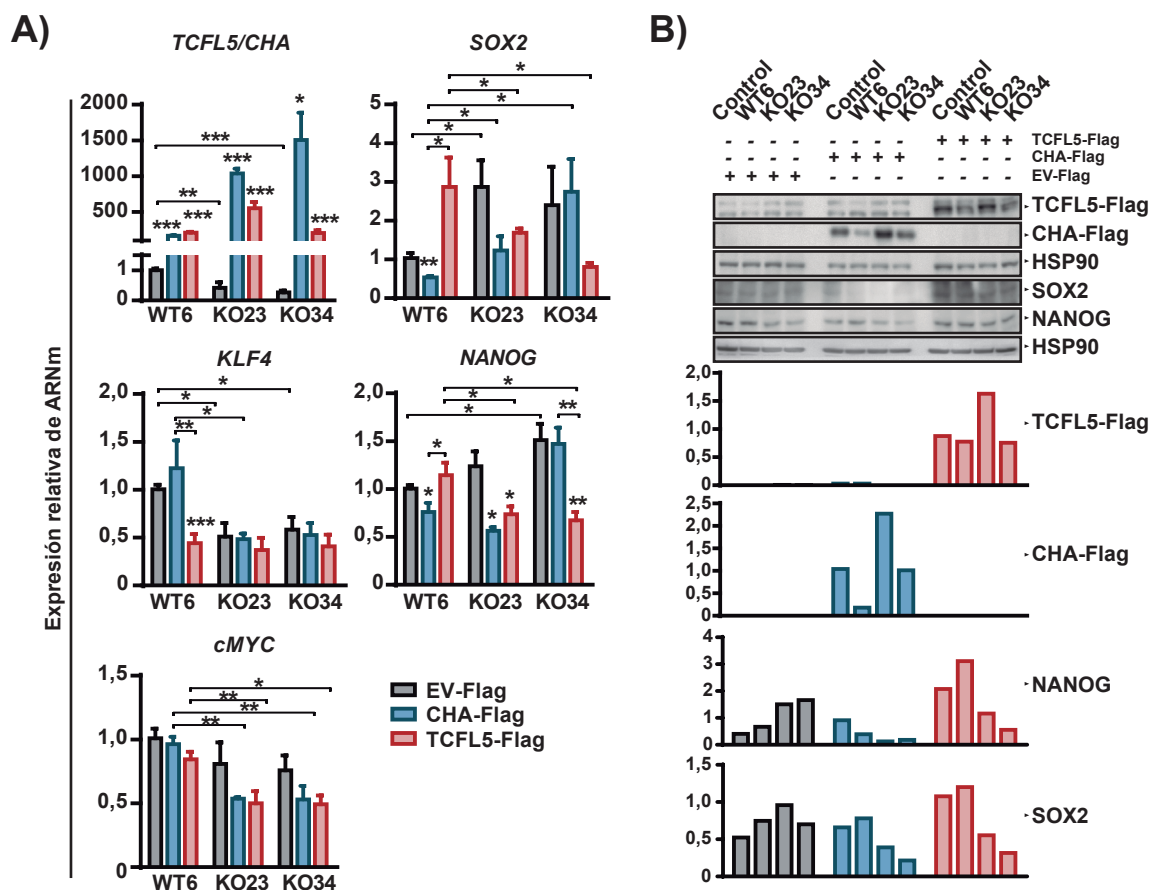 A)
TCFL5/CHA
SOX2
Expresión relativa de ARNm
2000
1500
1000
500
1
0
*
***
**
***
***
***
***
***
WT6
KO23
KO34
5
4
3
2
1
0
*
*
*
*
*
*
**
WT6
KO23
KO34
KLF4
NANOG
2,0
1,5
1,0
0,5
0
*
*
*
**
***
WT6
KO23
KO34
2,0
1,5
1,0
0,5
0
*
*
*
**
*
*
*
*
**
WT6
KO23
KO34
cMYC
1,5
1,0
0,5
0
*
**
**
**
WT6
KO23
KO34
EV-Flag
CHA-Flag
TCFL5-Flag
B)
Control WT6 KO23 KO34 Control WT6 KO23 KO34 Control WT6 KO23 KO34
- - - - - - - - + + + + TCFL5-Flag
- - - - + + + + - - - - CHA-Flag
+ + + + - - - - - - - - EV-Flag
TCFL5-Flag
CHA-Flag
HSP90
SOX2
NANOG
HSP90
2,0
1,5
1,0
0,5
0
TCFL5-Flag
2,5
2,0
1,0
1,5
0
CHA-Flag
4
3
2
1
0
NANOG
2,0
1,5
1,0
0,5
0
SOX2